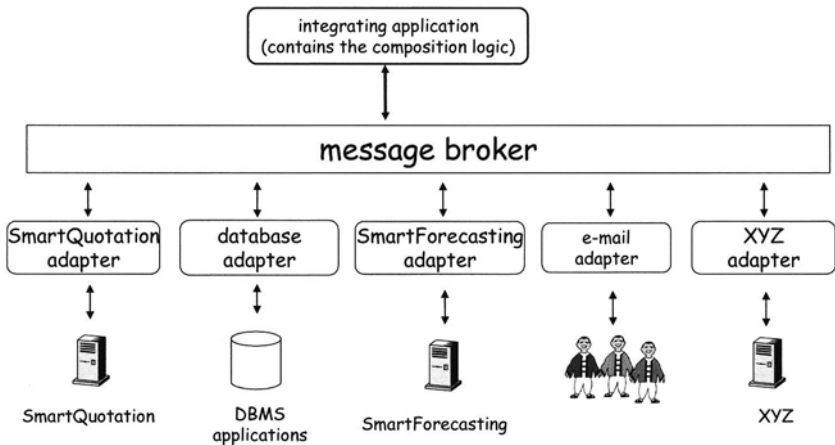 integrating application
(contains the composition logic)
message broker
SmartQuotation
adapter
database
adapter
SmartForecasting
adapter
e-mail
adapter
XYZ
adapter
SmartQuotation
DBMS
applications
SmartForecasting
XYZ